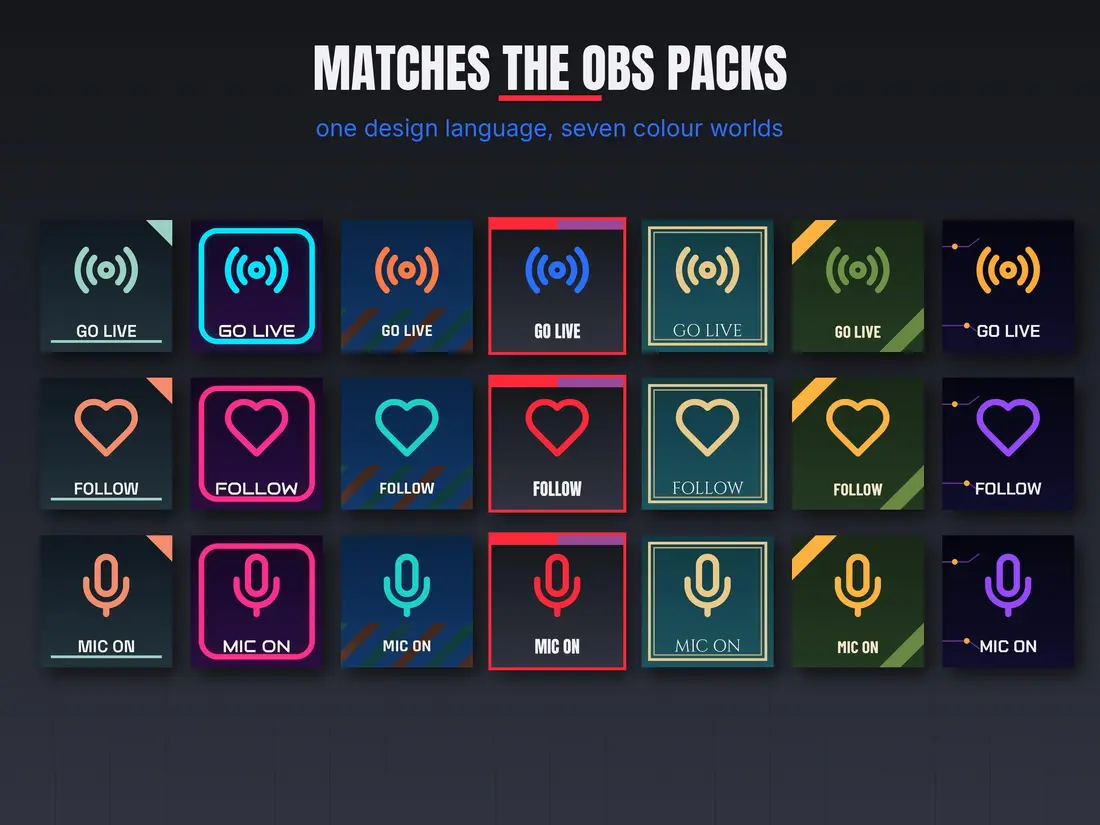 MATCHES THE OBS PACKS
one design language, seven colour worlds
GO LIVE GO LIVE GO LIVE GO LIVE GO LIVE GO LIVE GO LIVE
FOLLOW FOLLOW FOLLOW FOLLOW FOLLOW FOLLOW FOLLOW
MIC ON MIC ON MIC ON MIC ON MIC ON MIC ON MIC ON